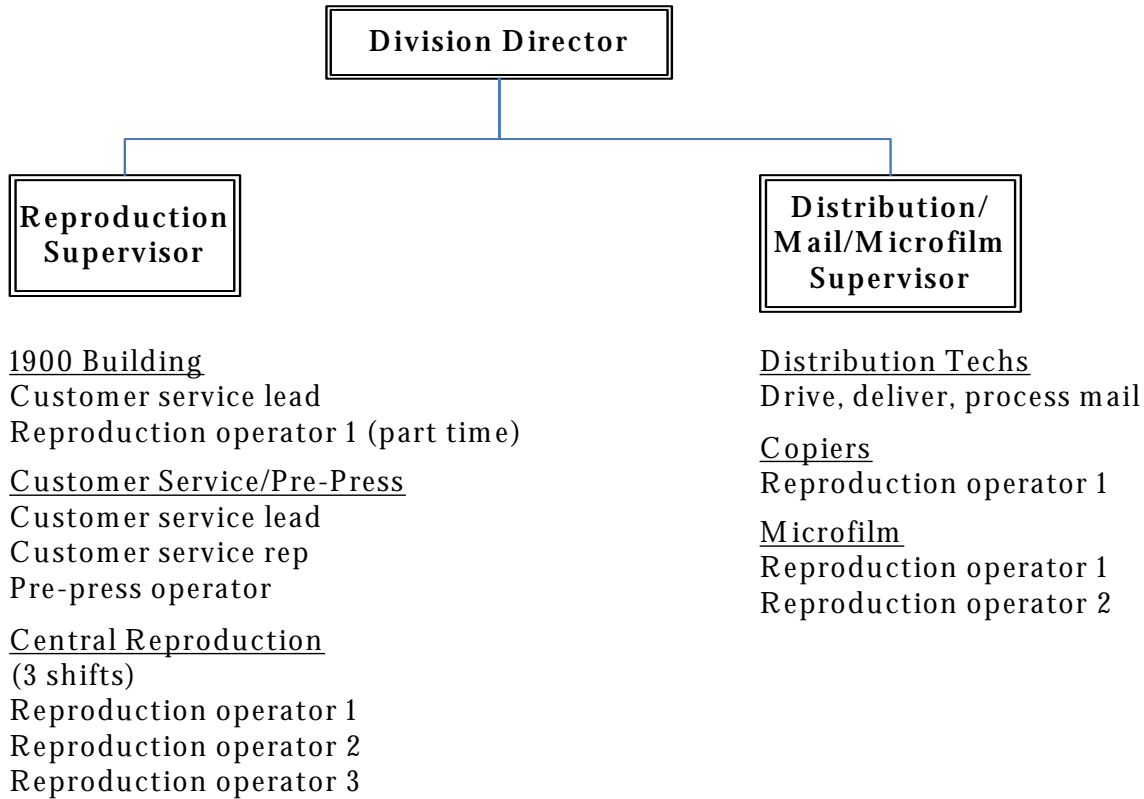 Division Director
Reproduction
Supervisor
Distribution/
Mail/Microfilm
Supervisor
1900 Building
Customer service lead
Reproduction operator 1 (part time)
Customer Service/Pre-Press
Customer service lead
Customer service rep
Pre-press operator
Central Reproduction
(3 shifts)
Reproduction operator 1
Reproduction operator 2
Reproduction operator 3
Distribution Techs
Drive, deliver, process mail
Copiers
Reproduction operator 1
Microfilm
Reproduction operator 1
Reproduction operator 2